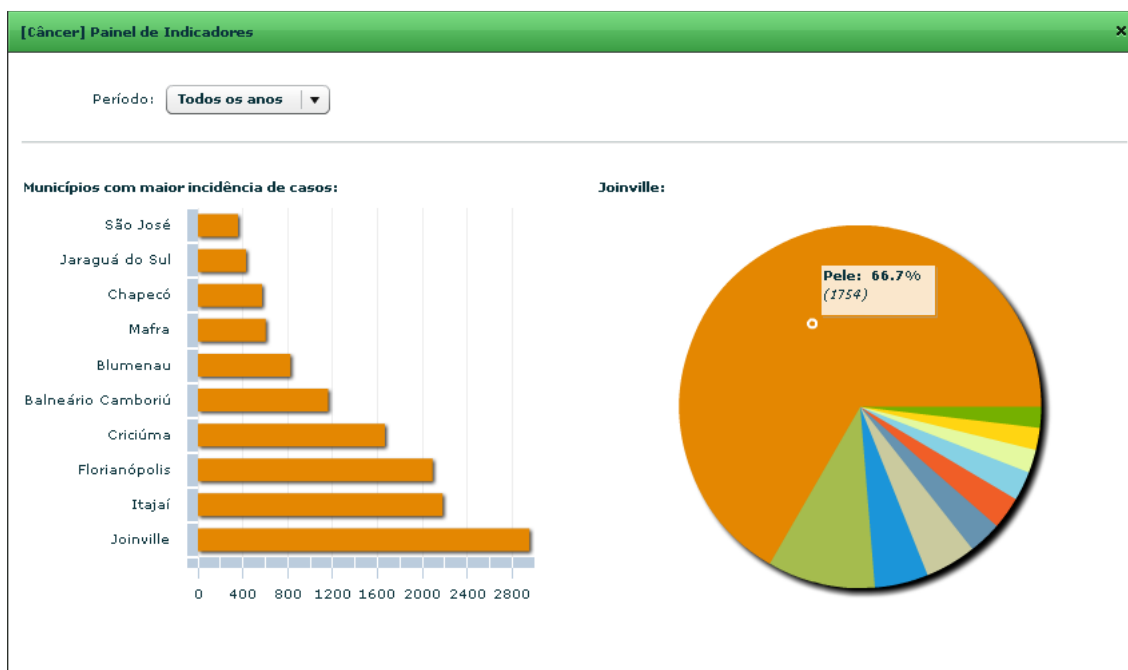 [Câncer] Painel de Indicadores
×
Período:
Todos os anos
Municípios com maior incidência de casos:
São José
Jaraguá do Sul
Chapecó
Mafra
Blumenau
Balneário Camboriú
Criciúma
Florianópolis
Itajaí
Joinville
0 400 800 1200 1600 2000 2400 2800
Joinville:
Pele: 66.7%
(1754)